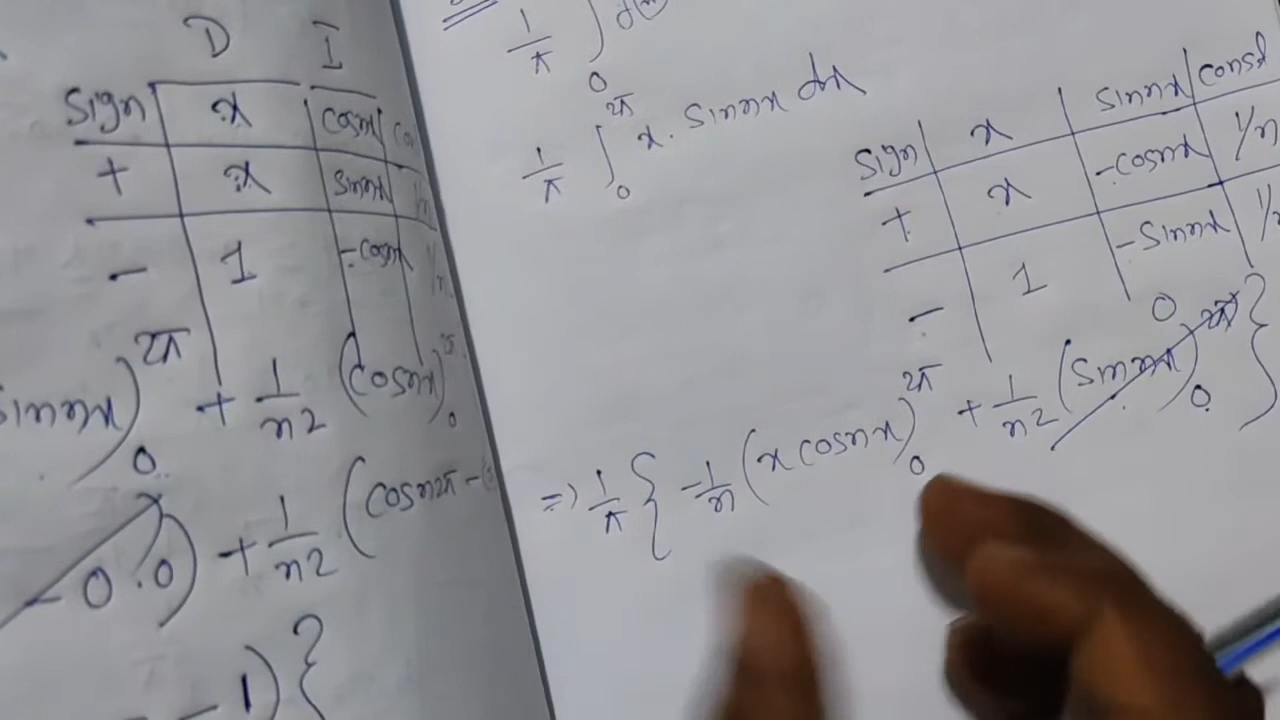 D I
Sign x cosnx
+ x sinnx
- 1 -cosnx
sinnx)₀^2π + 1/n2 (cosnx)₀
- 0.0) + 1/n2 (cosn2π -
- 1) }
1/π ∫₀
1/π ∫₀^2π x. sinnx dx
Sign x sinnx const
+ x -cosnx 1/n
- 1 -sinnx
=> 1/π { -1/n (x cosnx)₀^2π + 1/n2 (sinnx)₀^2π }
0